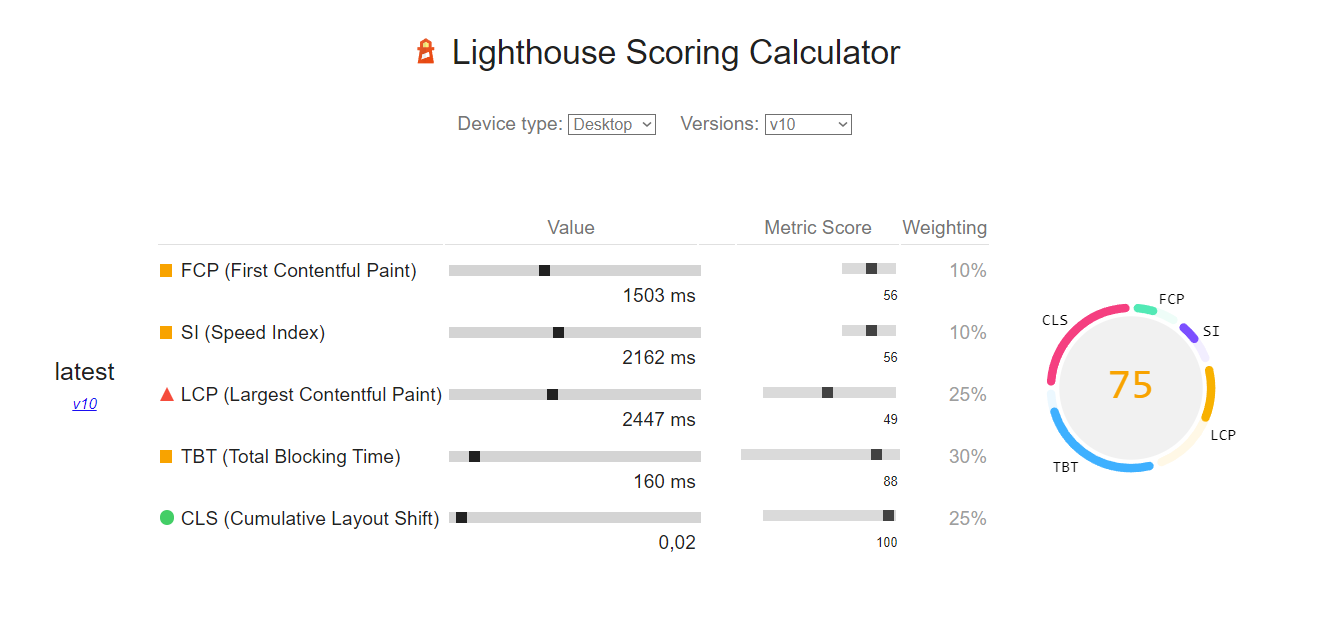 Lighthouse Scoring Calculator
Device type: Desktop Versions: v10
Value Metric Score Weighting
latest
v10
FCP (First Contentful Paint) 10%
1503 ms 56
SI (Speed Index) 10%
2162 ms 56
LCP (Largest Contentful Paint) 25%
2447 ms 49
TBT (Total Blocking Time) 30%
160 ms 88
CLS (Cumulative Layout Shift) 25%
0,02 100
FCP
CLS
SI
75
LCP
TBT